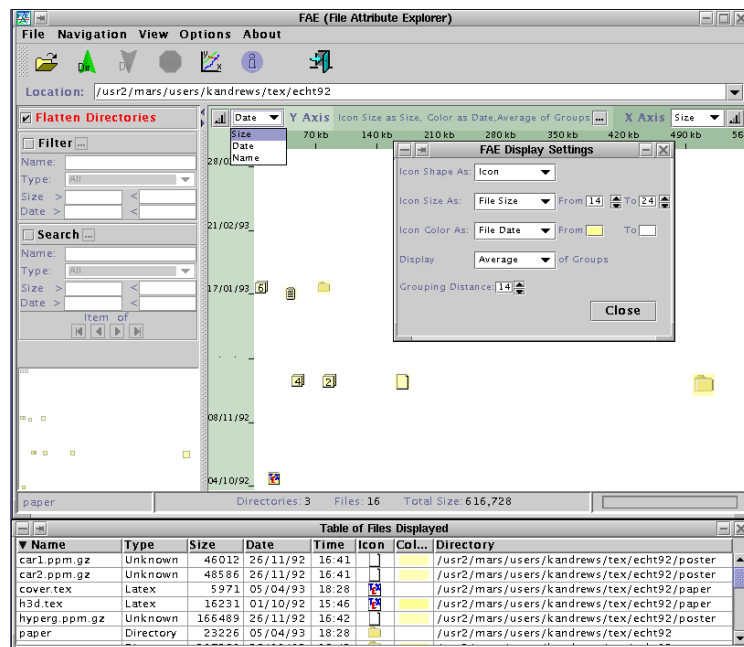 FAE (File Attribute Explorer)
File Navigation View Options About
Dir
Location: /usr2/mars/users/kandrews/tex/echt92
Flatten Directories
Date Y Axis Icon Size as Size, Color as Date,Average of Groups ... X Axis Size
Size
Date
Name
70 kb 140 kb 210 kb 280 kb 350 kb 420 kb 490 kb 56
Filter ...
Name:
Type: All
Size > <
Date > <
Search ...
Name:
Type: All
Size > <
Date > <
Item of
21/02/93
17/01/93
08/11/92
04/10/92
6
4
2
FAE Display Settings
Icon Shape As: Icon
Icon Size As: File Size From 14 To 24
Icon Color As: File Date From To
Display Average of Groups
Grouping Distance: 14
Close
paper Directories: 3 Files: 16 Total Size: 616,728
Table of Files Displayed
Name Type Size Date Time Icon Col... Directory
car1.ppm.gz Unknown 46012 26/11/92 16:41 /usr2/mars/users/kandrews/tex/echt92/poster
car2.ppm.gz Unknown 48586 26/11/92 16:41 /usr2/mars/users/kandrews/tex/echt92/poster
cover.tex Latex 5971 05/04/93 18:28 /usr2/mars/users/kandrews/tex/echt92/paper
h3d.tex Latex 16231 01/10/92 15:46 /usr2/mars/users/kandrews/tex/echt92/paper
hyperg.ppm.gz Unknown 166489 26/11/92 16:42 /usr2/mars/users/kandrews/tex/echt92/poster
paper Directory 23226 05/04/93 18:28 /usr2/mars/users/kandrews/tex/echt92